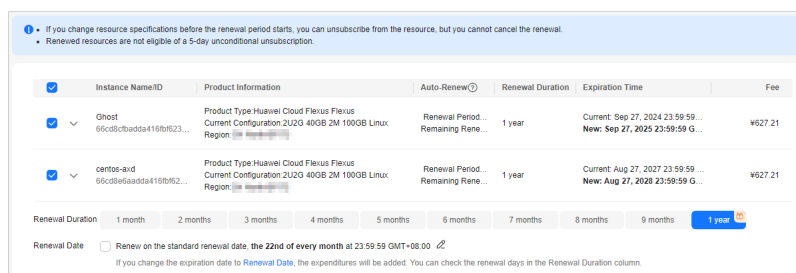 • If you change resource specifications before the renewal period starts, you can unsubscribe from the resource, but you cannot cancel the renewal.
• Renewed resources are not eligible of a 5-day unconditional unsubscription.
Instance Name/ID Product Information Auto-Renew Renewal Duration Expiration Time Fee
Ghost
66cd8cfbadda416fbf623...
Product Type:Huawei Cloud Flexus Flexus
Current Configuration:2U2G 40GB 2M 100GB Linux
Region:
Renewal Period...
Remaining Rene...
1 year
Current: Sep 27, 2024 23:59:59 ...
New: Sep 27, 2025 23:59:59 G...
¥627.21
centos-axd
66cd8e6aadda416fbf62...
Product Type:Huawei Cloud Flexus Flexus
Current Configuration:2U2G 40GB 2M 100GB Linux
Region:
Renewal Period...
Remaining Rene...
1 year
Current: Aug 27, 2027 23:59:59 ...
New: Aug 27, 2028 23:59:59 G...
¥627.21
Renewal Duration 1 month 2 months 3 months 4 months 5 months 6 months 7 months 8 months 9 months 1 year
Renewal Date Renew on the standard renewal date, the 22nd of every month at 23:59:59 GMT+08:00
If you change the expiration date to Renewal Date, the expenditures will be added. You can check the renewal days in the Renewal Duration column.